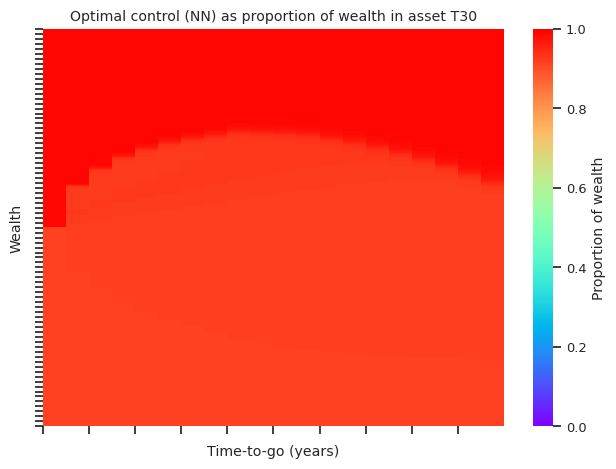 Optimal control (NN) as proportion of wealth in asset T30
Wealth
Time-to-go (years)
1.0
0.8
0.6
0.4
0.2
0.0
Proportion of wealth